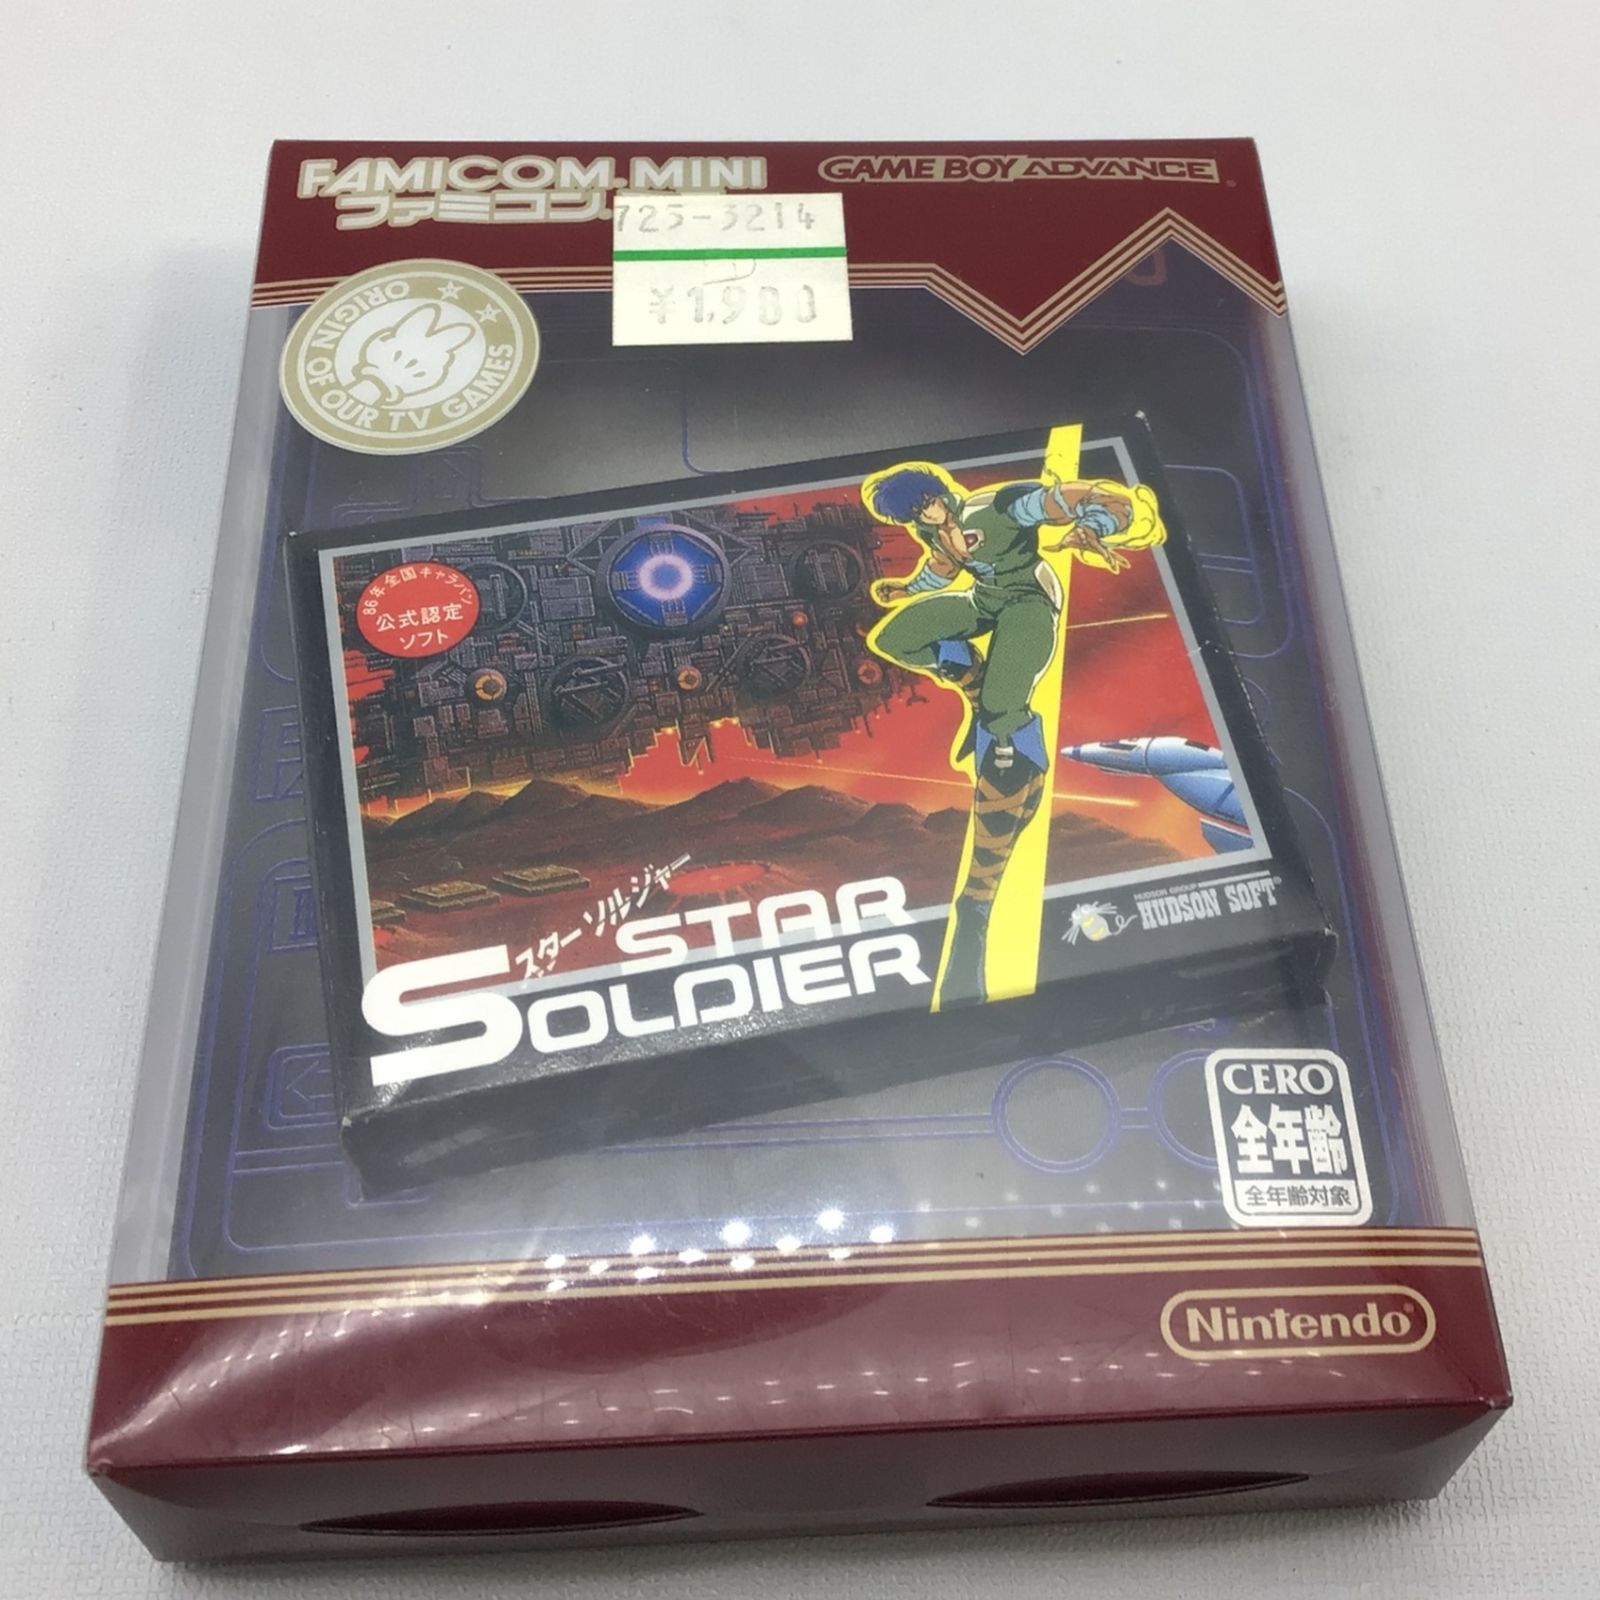 FAMICOM MINI
GAME BOY ADVANCE
ファミコン
725-3214
¥1,980
ORIGIN OF OUR TV GAMES
86年全国キャラバン
公式認定
ソフト
スターソルジャー
STAR
SOLDIER
HUDSON GROUP
HUDSON SOFT
CERO
全年齢
全年齢対象
Nintendo